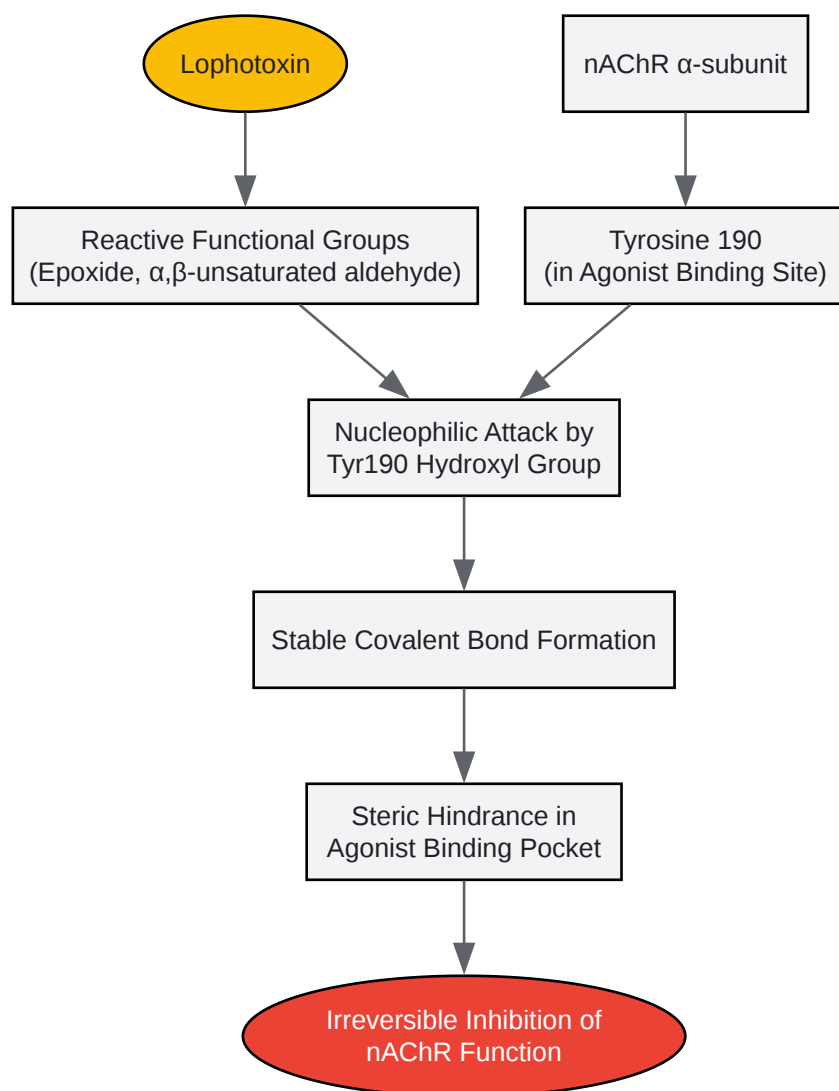 Lophotoxin
nAChR α-subunit
Reactive Functional Groups
(Epoxide, α,β-unsaturated aldehyde)
Tyrosine 190
(in Agonist Binding Site)
Nucleophilic Attack by
Tyr190 Hydroxyl Group
Stable Covalent Bond Formation
Steric Hindrance in
Agonist Binding Pocket
Irreversible Inhibition of
nAChR Function